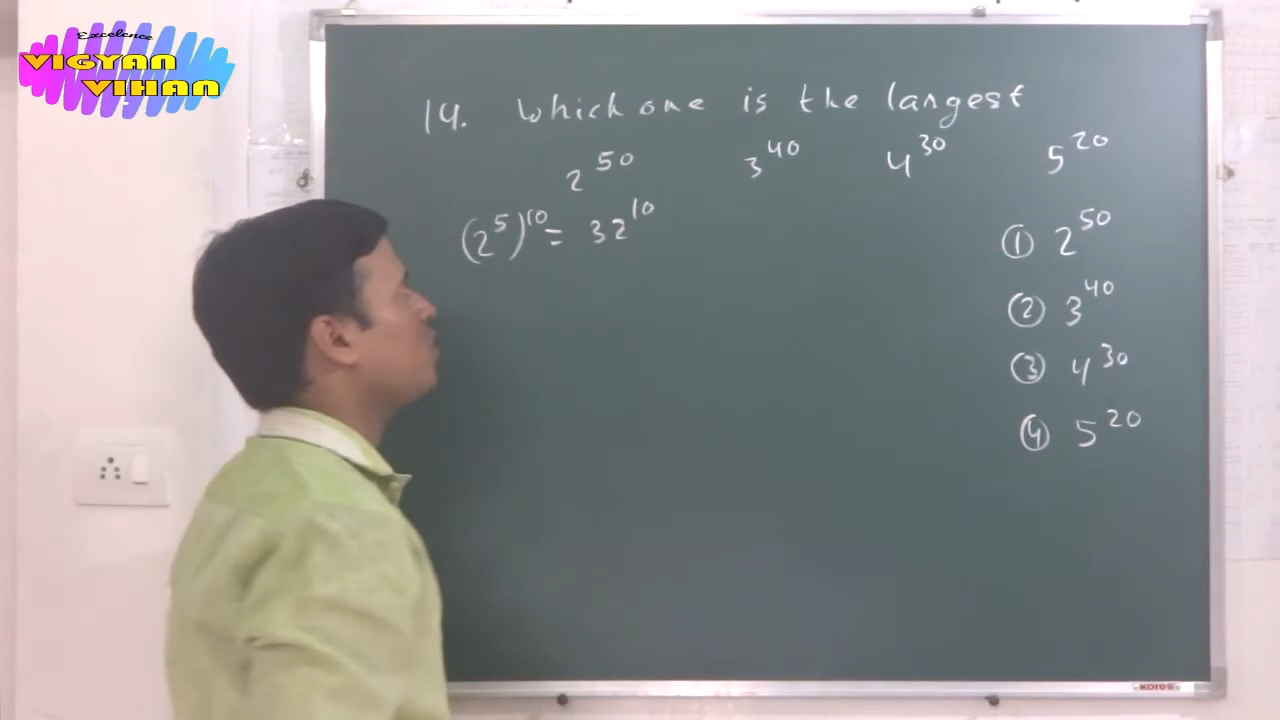 Excelence
VIGYAN
VIHAN
14. Which one is the largest
2^50 3^40 4^30 5^20
(2^5)^10 = 32^10
① 2^50
② 3^40
③ 4^30
④ 5^20
KORES